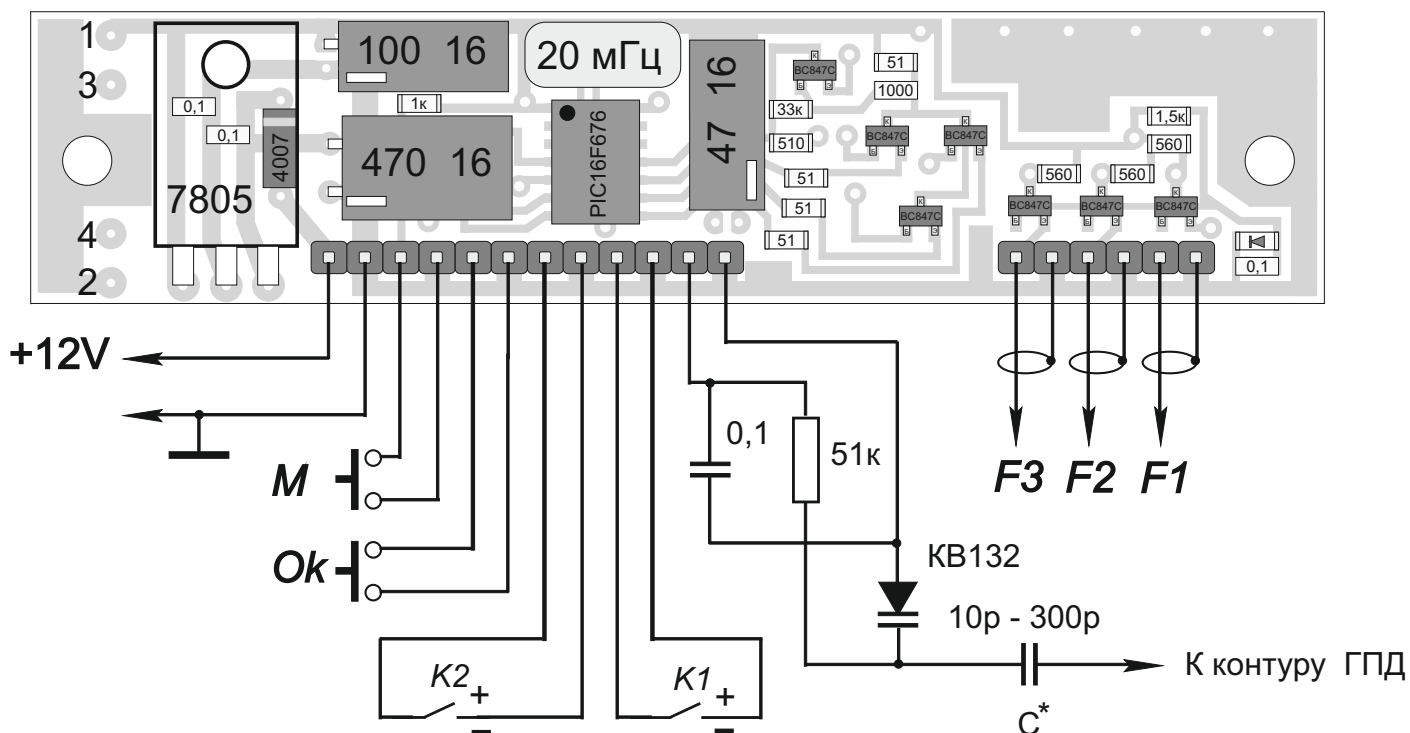 1
100 16
20 мГц
47 16
BC847C
К
Б
Э
51
1000
3
0,1
0,1
4007
1к
33к
510
BC847C
К
Б
Э
BC847C
К
Б
Э
1,5к
560
470 16
PIC16F676
51
51
51
560
560
7805
BC847C
К
Б
Э
BC847C
К
Б
Э
BC847C
К
Б
Э
BC847C
К
Б
Э
4
0,1
2
+12V
M
Ok
0,1
51к
F3
F2
F1
КВ132
10р - 300р
К контуру ГПД
C*
K2
+
K1
+